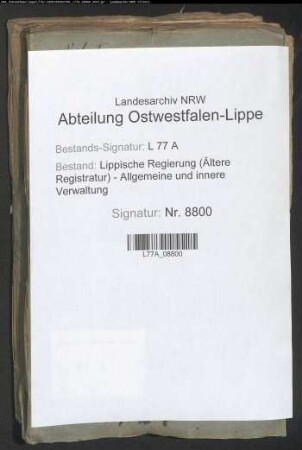 Landesarchiv NRW
Abteilung Ostwestfalen-Lippe
Bestands-Signatur: L 77 A
Bestand: Lippische Regierung (Ältere
Registratur) - Allgemeine und innere
Verwaltung
Signatur: Nr. 8800
L77A_08800